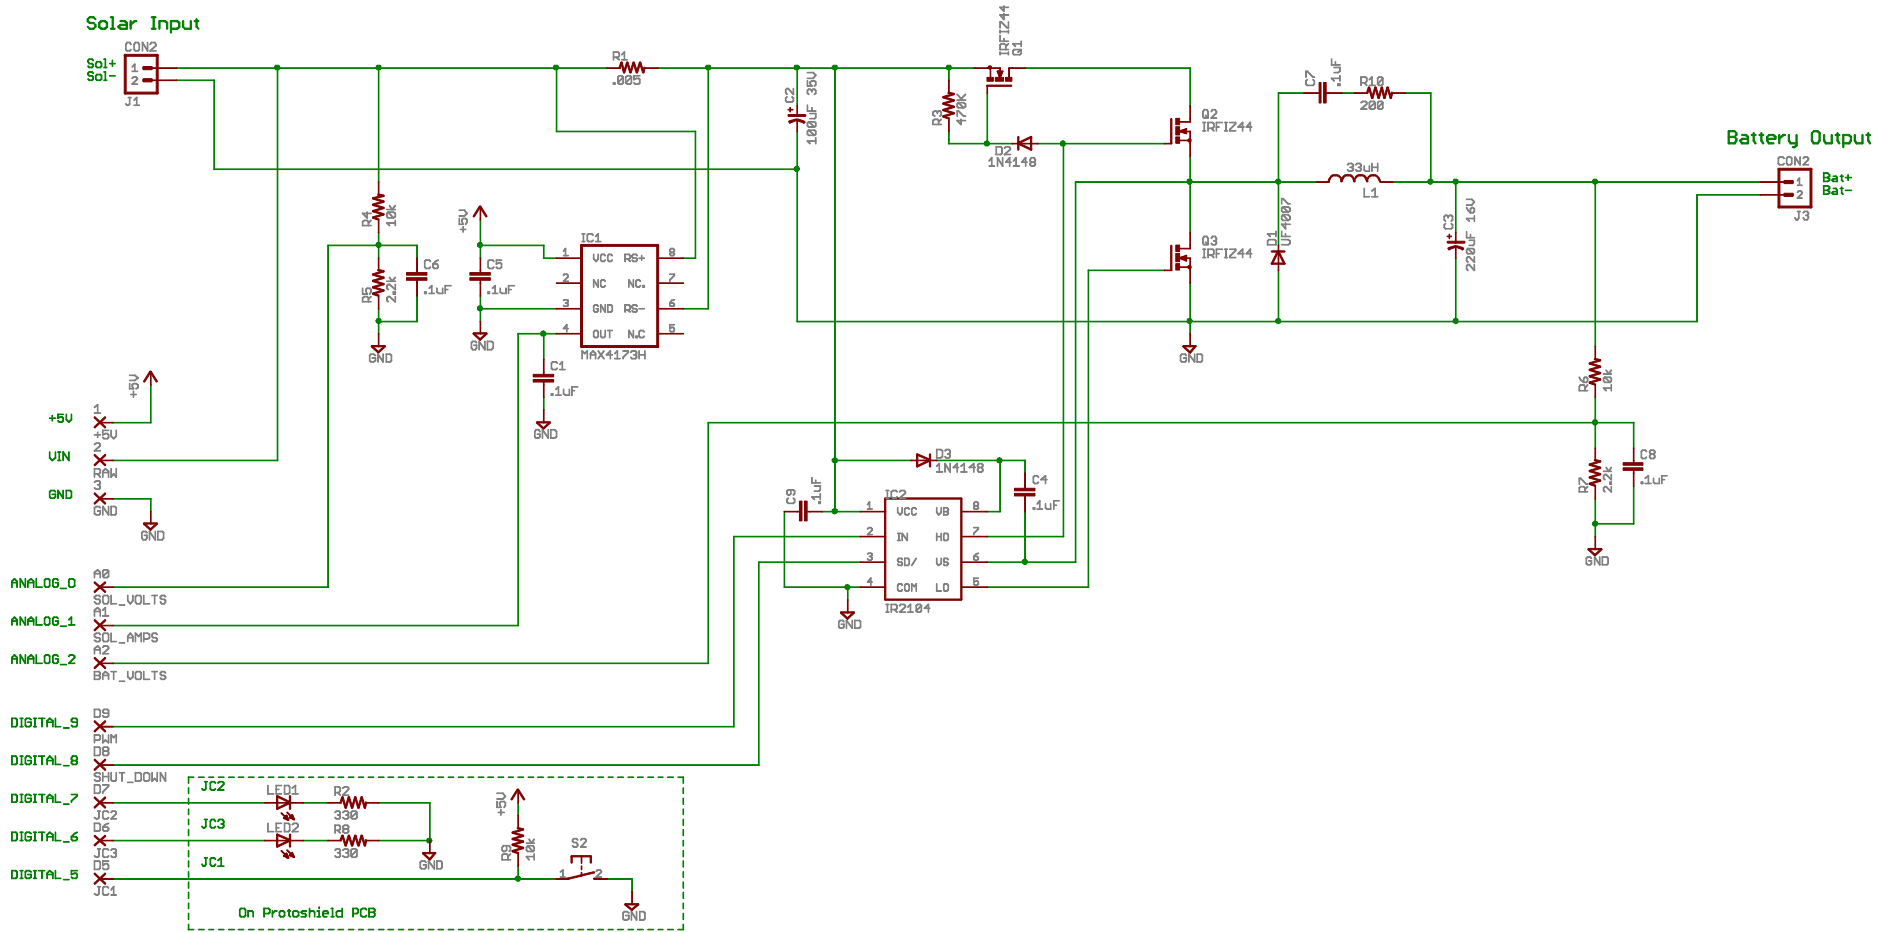 Solar Input
CON2
Sol+
Sol-
1
2
J1
R1
.005
C2
+
100uF 35V
IRFIZ44
Q1
R3
470K
D2
1N4148
Q2
IRFIZ44
C7
.1uF
R10
200
33uH
L1
Battery Output
CON2
1
2
Bat+
Bat-
J3
C3
+
220uF 16V
Q3
IRFIZ44
D1
UF4007
GND
R4
10k
R5
2.2k
C6
.1uF
GND
+5V
C5
.1uF
GND
IC1
1 VCC RS+ 8
2 NC NC. 7
3 GND RS- 6
4 OUT N.C 5
MAX4173H
C1
.1uF
GND
R6
10k
R7
2.2k
C8
.1uF
GND
+5V
+5V
1
+5V
VIN
2
RAW
GND
3
GND
GND
D3
1N4148
C4
.1uF
C9
.1uF
IC2
1 VCC VB 8
2 IN HO 7
3 SD/ VS 6
4 COM LO 5
IR2104
GND
ANALOG_0
A0
SOL_VOLTS
ANALOG_1
A1
SOL_AMPS
ANALOG_2
A2
BAT_VOLTS
DIGITAL_9
D9
PWM
DIGITAL_8
D8
SHUT_DOWN
DIGITAL_7
D7
JC2
DIGITAL_6
D6
JC3
DIGITAL_5
D5
JC1
JC2
LED1
R2
330
JC3
LED2
R8
330
GND
JC1
+5V
R9
10k
S2
1
2
GND
On Protoshield PCB